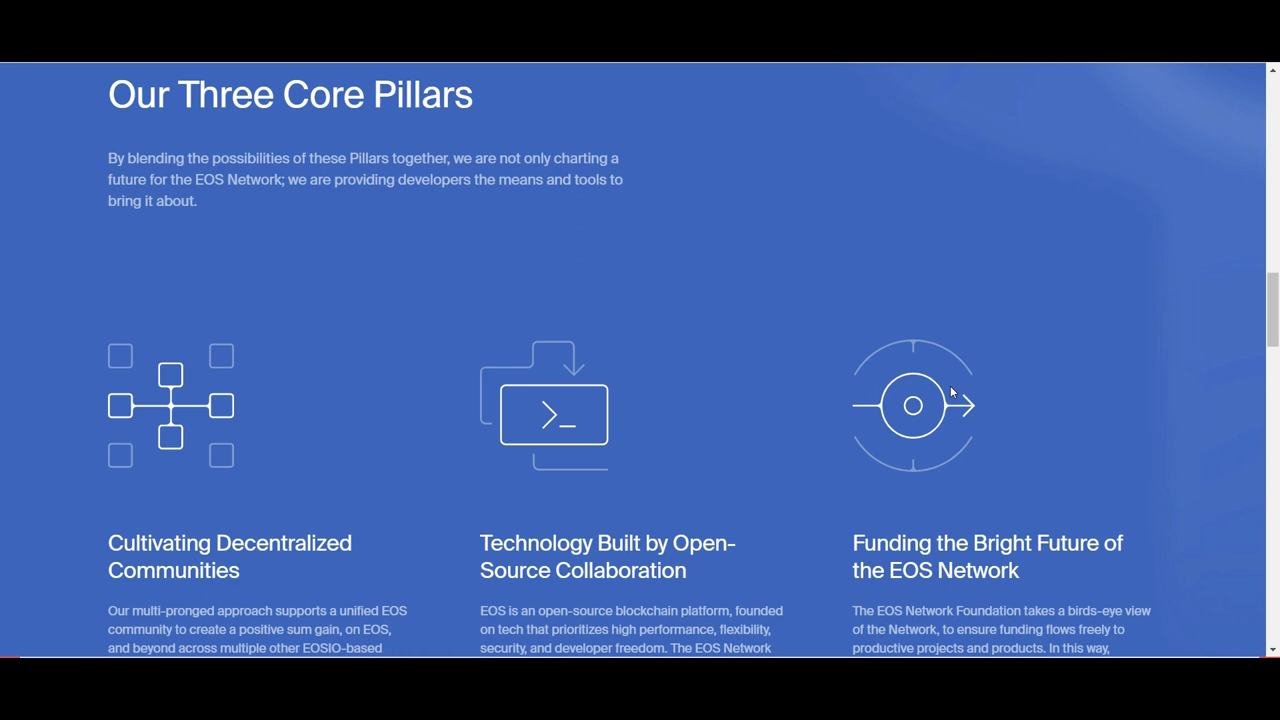 Our Three Core Pillars
By blending the possibilities of these Pillars together, we are not only charting a
future for the EOS Network; we are providing developers the means and tools to
bring it about.
Cultivating Decentralized
Communities
Our multi-pronged approach supports a unified EOS
community to create a positive sum gain, on EOS,
and beyond across multiple other EOSIO-based
Technology Built by Open-
Source Collaboration
EOS is an open-source blockchain platform, founded
on tech that prioritizes high performance, flexibility,
security, and developer freedom. The EOS Network
Funding the Bright Future of
the EOS Network
The EOS Network Foundation takes a birds-eye view
of the Network, to ensure funding flows freely to
productive projects and products. In this way,